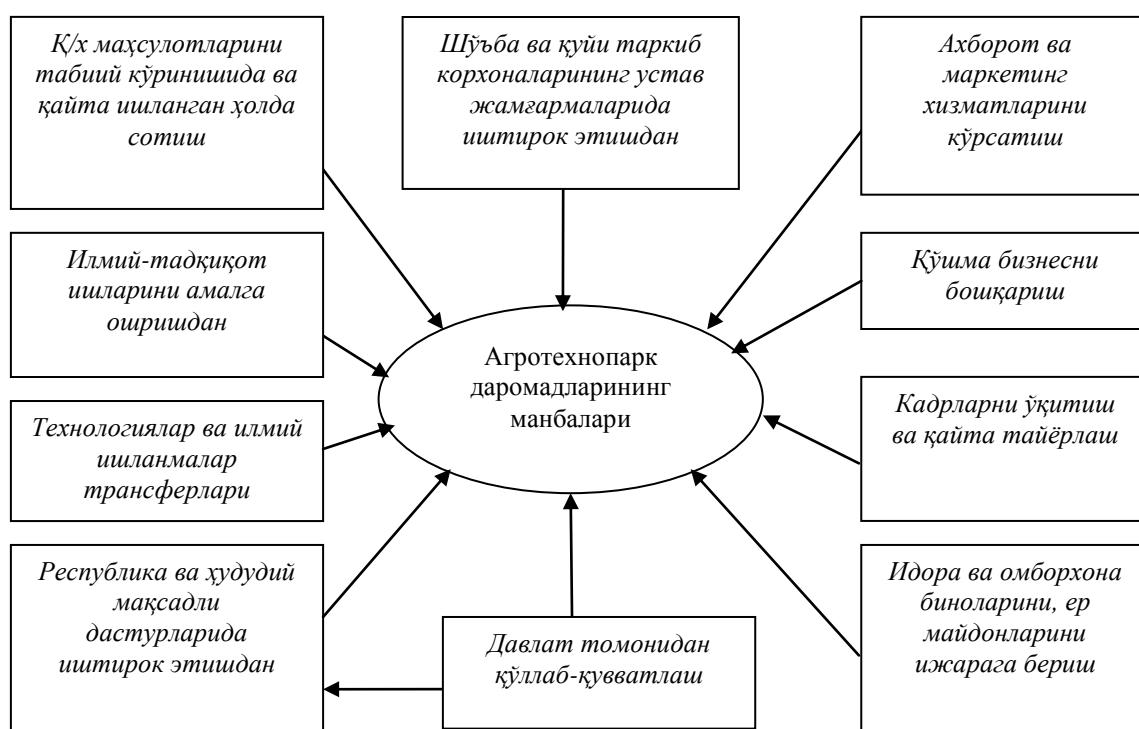 Қ/х маҳсулотларини
табиий кўринишида ва
қайта ишланган ҳолда
сотиш
Шўъба ва қуйи таркиб
корхоналарининг устав
жамғармаларида
иштирок этишдан
Ахборот ва
маркетинг
хизматларини
кўрсатиш
Илмий-тадқиқот
ишларини амалга
ошришдан
Қўшма бизнесни
бошқариш
Агротехнопарк
даромадларининг
манбалари
Технологиялар ва илмий
ишланмалар
трансферлари
Кадрларни ўқитиш
ва қайта тайёрлаш
Республика ва ҳудудий
мақсадли
дастурларида
иштирок этишдан
Давлат томонидан
қўллаб-қувватлаш
Идора ва омборхона
биноларини, ер
майдонларини
ижарага бериш